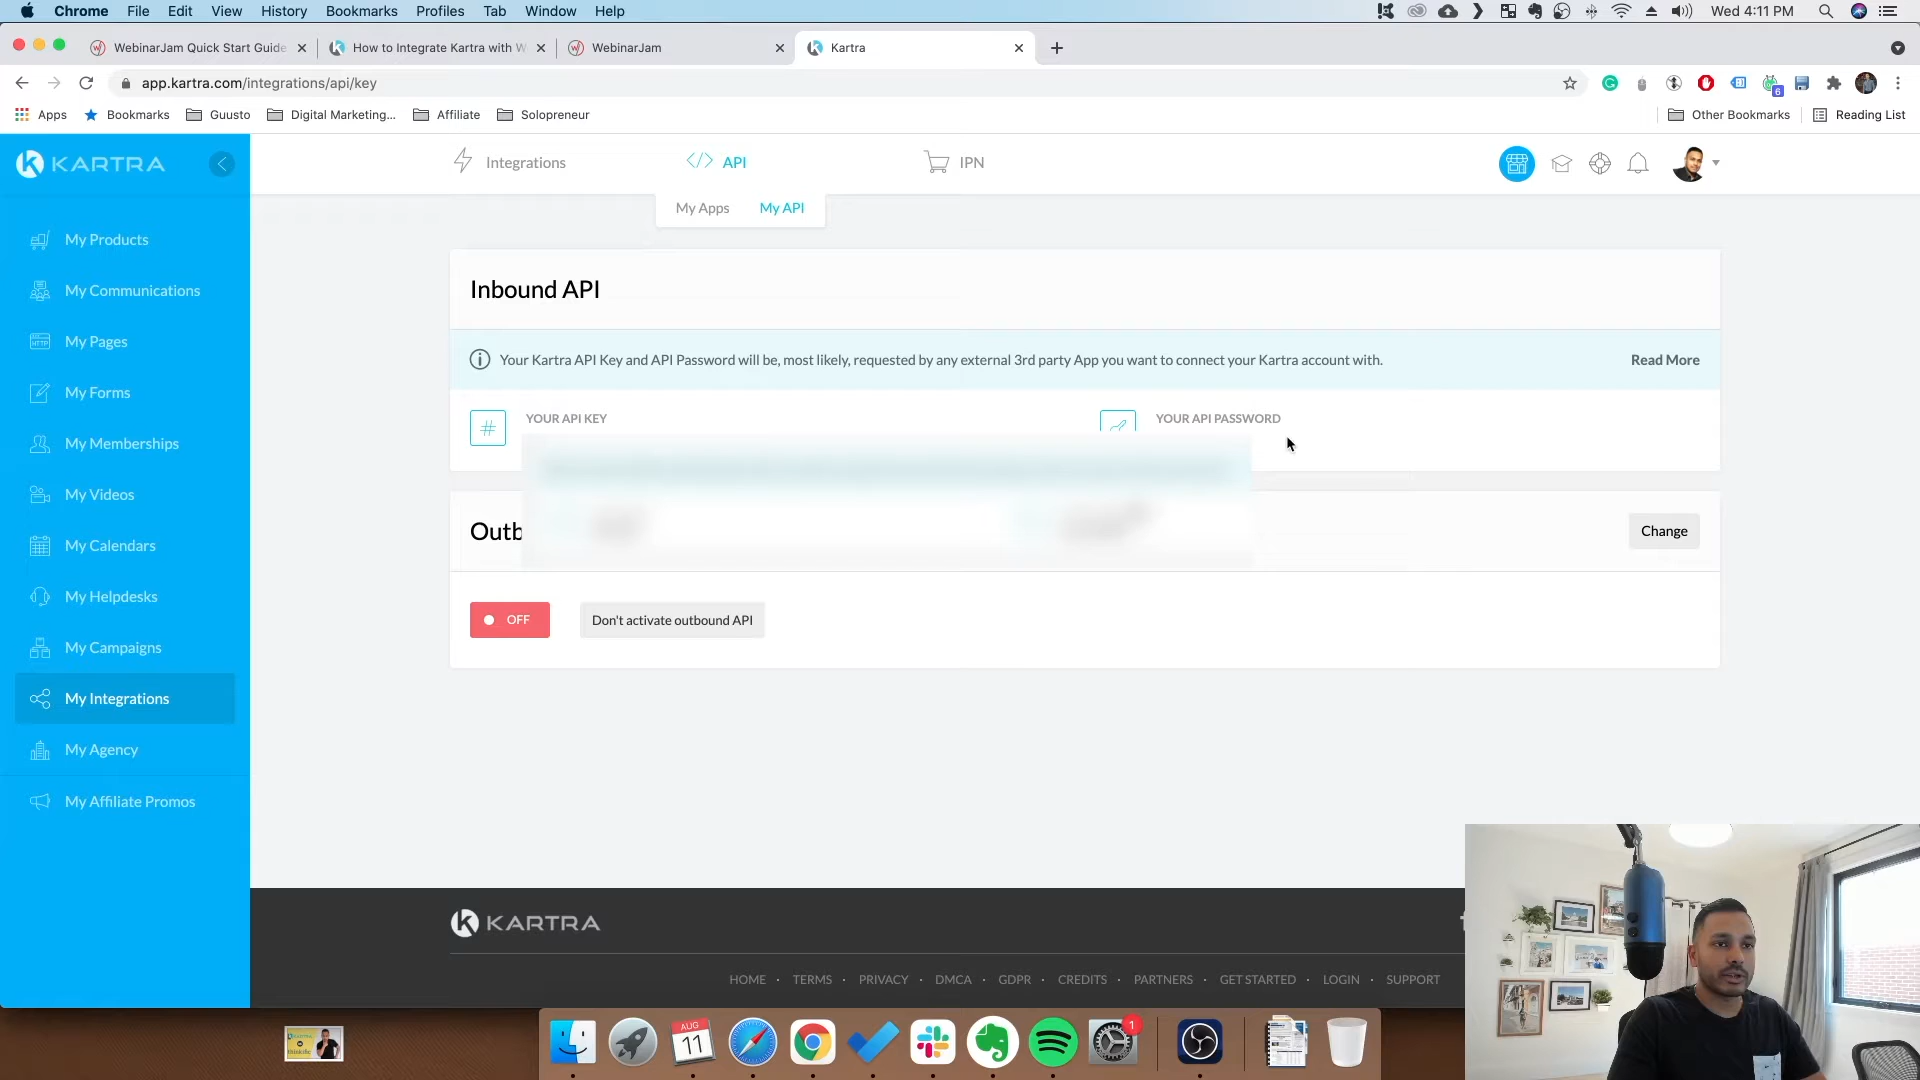 Chrome File Edit View History Bookmarks Profiles Tab Window Help Wed 4:11 PM
WebinarJam Quick Start Guide How to Integrate Kartra with W WebinarJam Kartra
app.kartra.com/integrations/api/key
6
Apps Bookmarks Guusto Digital Marketing... Affiliate Solopreneur Other Bookmarks Reading List
KARTRA
Integrations API IPN
My Apps My API
My Products
My Communications
My Pages
My Forms
My Memberships
My Videos
My Calendars
My Helpdesks
My Campaigns
My Integrations
My Agency
My Affiliate Promos
Inbound API
Your Kartra API Key and API Password will be, most likely, requested by any external 3rd party App you want to connect your Kartra account with. Read More
YOUR API KEY YOUR API PASSWORD
Change
OFF Don't activate outbound API
KARTRA
HOME · TERMS · PRIVACY · DMCA · GDPR · CREDITS · PARTNERS · GET STARTED · LOGIN · SUPPORT
AUG
11
1